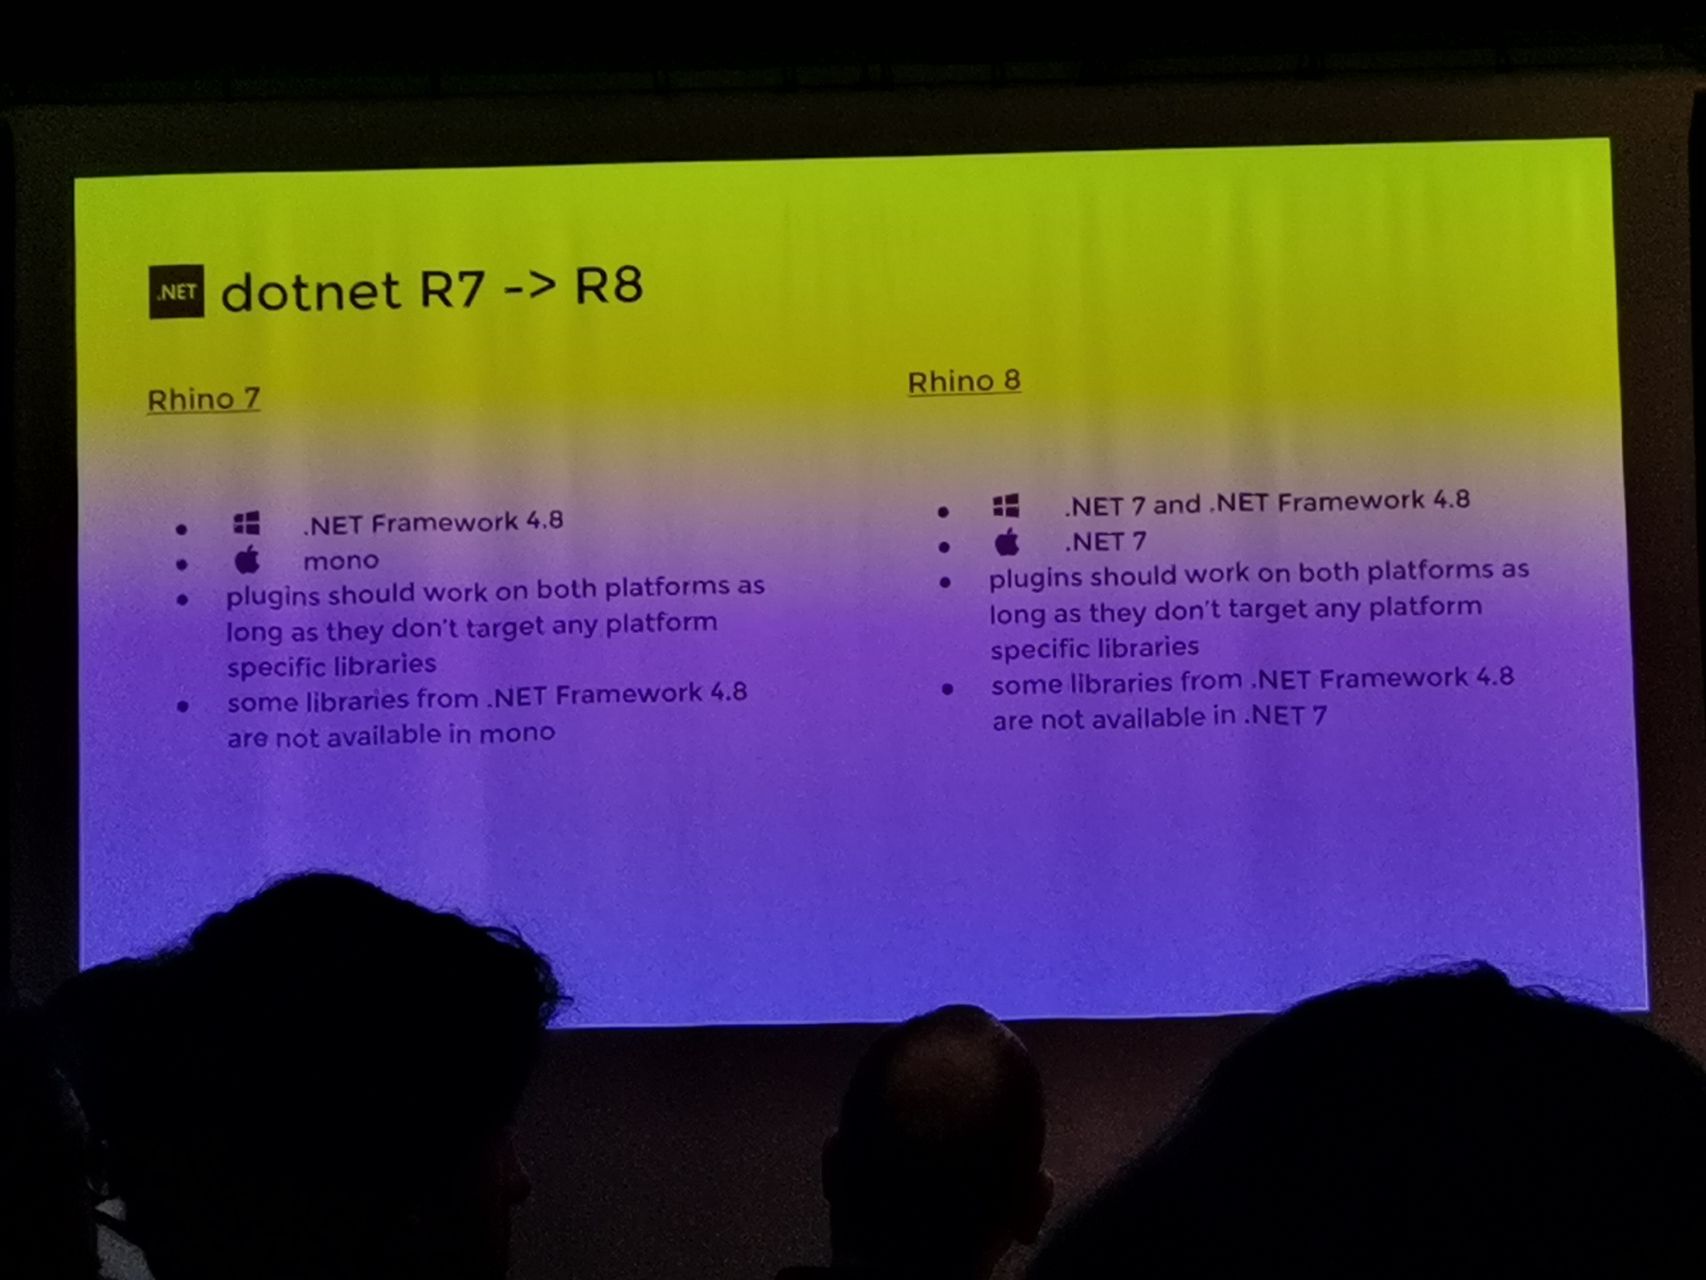 .NET dotnet R7 -> R8
Rhino 7
.NET Framework 4.8
mono
plugins should work on both platforms as
long as they don't target any platform
specific libraries
some libraries from .NET Framework 4.8
are not available in mono
Rhino 8
.NET 7 and .NET Framework 4.8
.NET 7
plugins should work on both platforms as
long as they don't target any platform
specific libraries
some libraries from .NET Framework 4.8
are not available in .NET 7